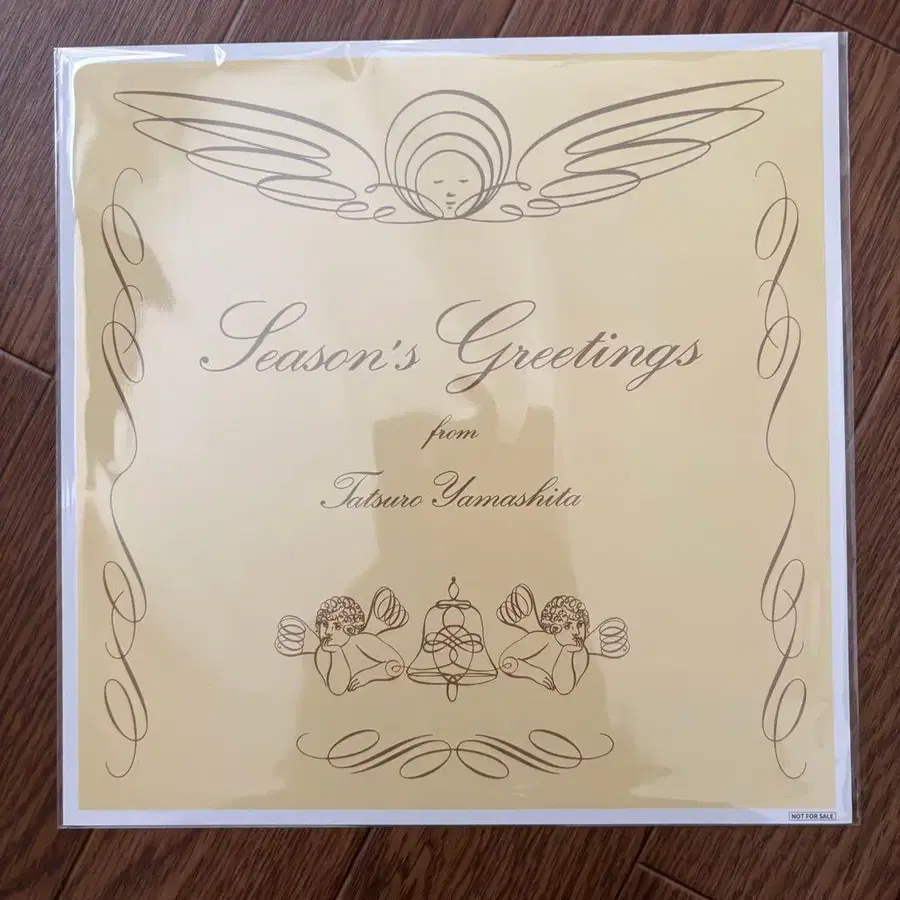 Season's Greetings
from
Tatsuro Yamashita
NOT FOR SALE